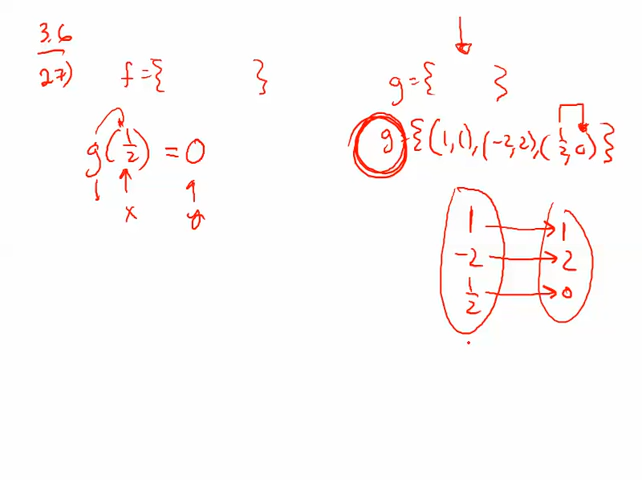 3.6
27) f = { }
g(1/2) = 0
x y
g = { }
g = {(1,1), (-2,2), (1/2, 0)}
1 → 1
-2 → 2
1/2 → 0